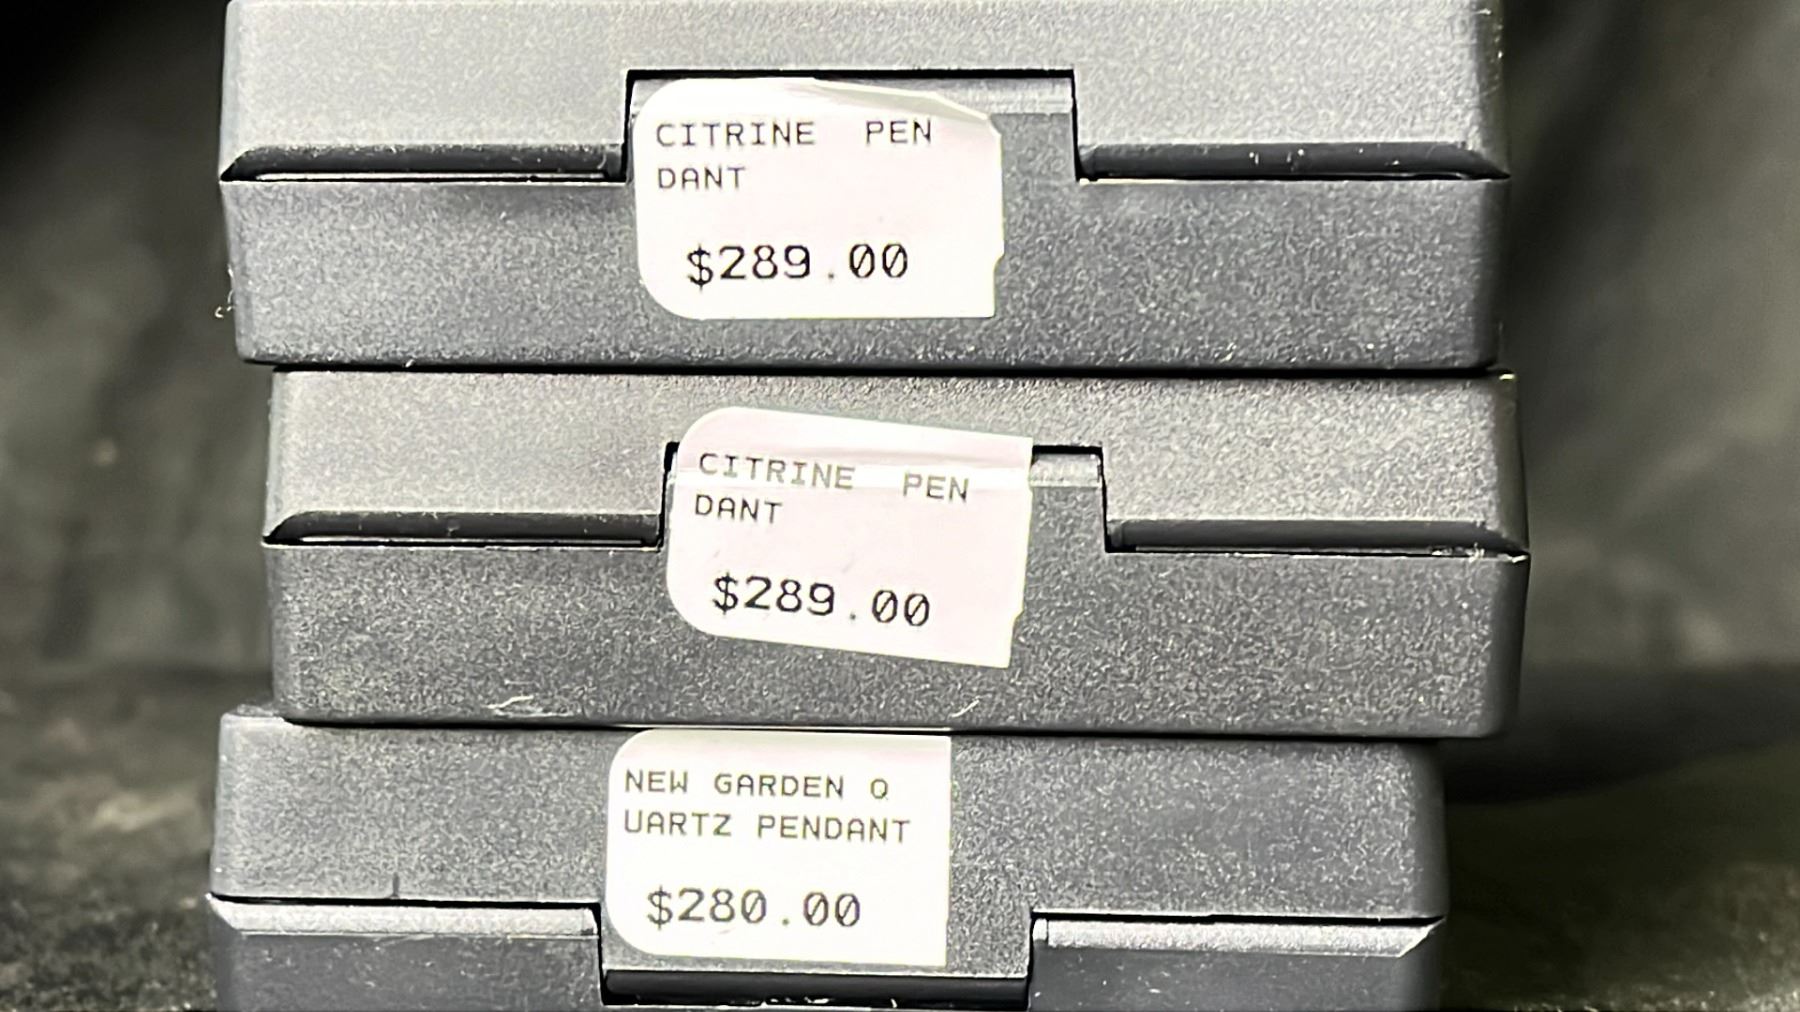 CITRINE PEN
DANT
$289.00
CITRINE PEN
DANT
$289.00
NEW GARDEN Q
UARTZ PENDANT
$280.00